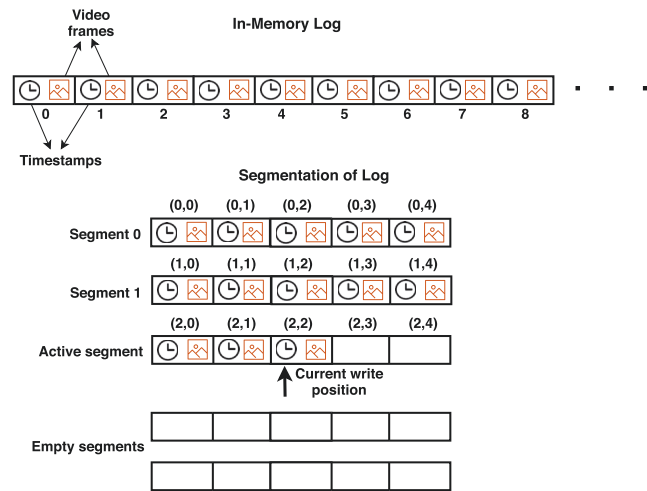 Video
frames
In-Memory Log
0 1 2 3 4 5 6 7 8
Timestamps
Segmentation of Log
(0,0) (0,1) (0,2) (0,3) (0,4)
Segment 0
(1,0) (1,1) (1,2) (1,3) (1,4)
Segment 1
(2,0) (2,1) (2,2) (2,3) (2,4)
Active segment
Current write
position
Empty segments